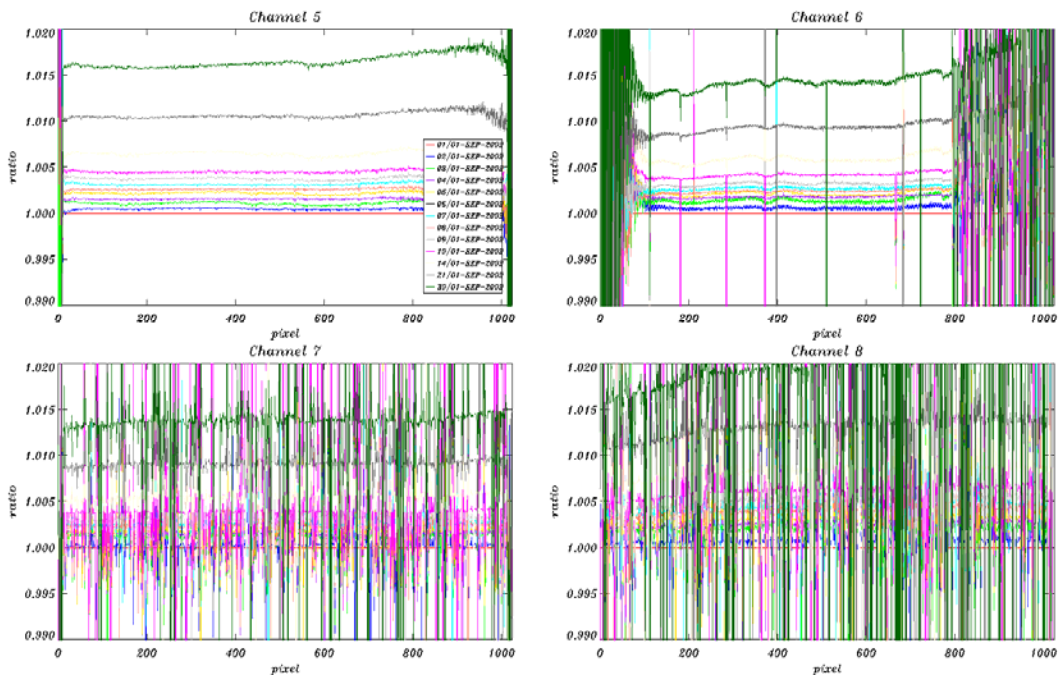 Channel 5
1.020
1.015
1.010
1.005
1.000
0.995
0.990
ratio
0 200 400 600 800 1000
pixel
01/01-SEP-2002
02/01-SEP-2002
03/01-SEP-2002
04/01-SEP-2002
05/01-SEP-2002
06/01-SEP-2002
07/01-SEP-2002
08/01-SEP-2002
09/01-SEP-2002
10/01-SEP-2002
14/01-SEP-2002
21/01-SEP-2002
30/01-SEP-2002
Channel 6
1.020
1.015
1.010
1.005
1.000
0.995
0.990
ratio
0 200 400 600 800 1000
pixel
Channel 7
1.020
1.015
1.010
1.005
1.000
0.995
0.990
ratio
0 200 400 600 800 1000
pixel
Channel 8
1.020
1.015
1.010
1.005
1.000
0.995
0.990
ratio
0 200 400 600 800 1000
pixel